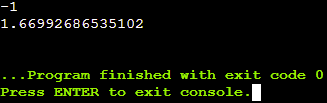 -1
1.66992686535102
...Program finished with exit code 0
Press ENTER to exit console.